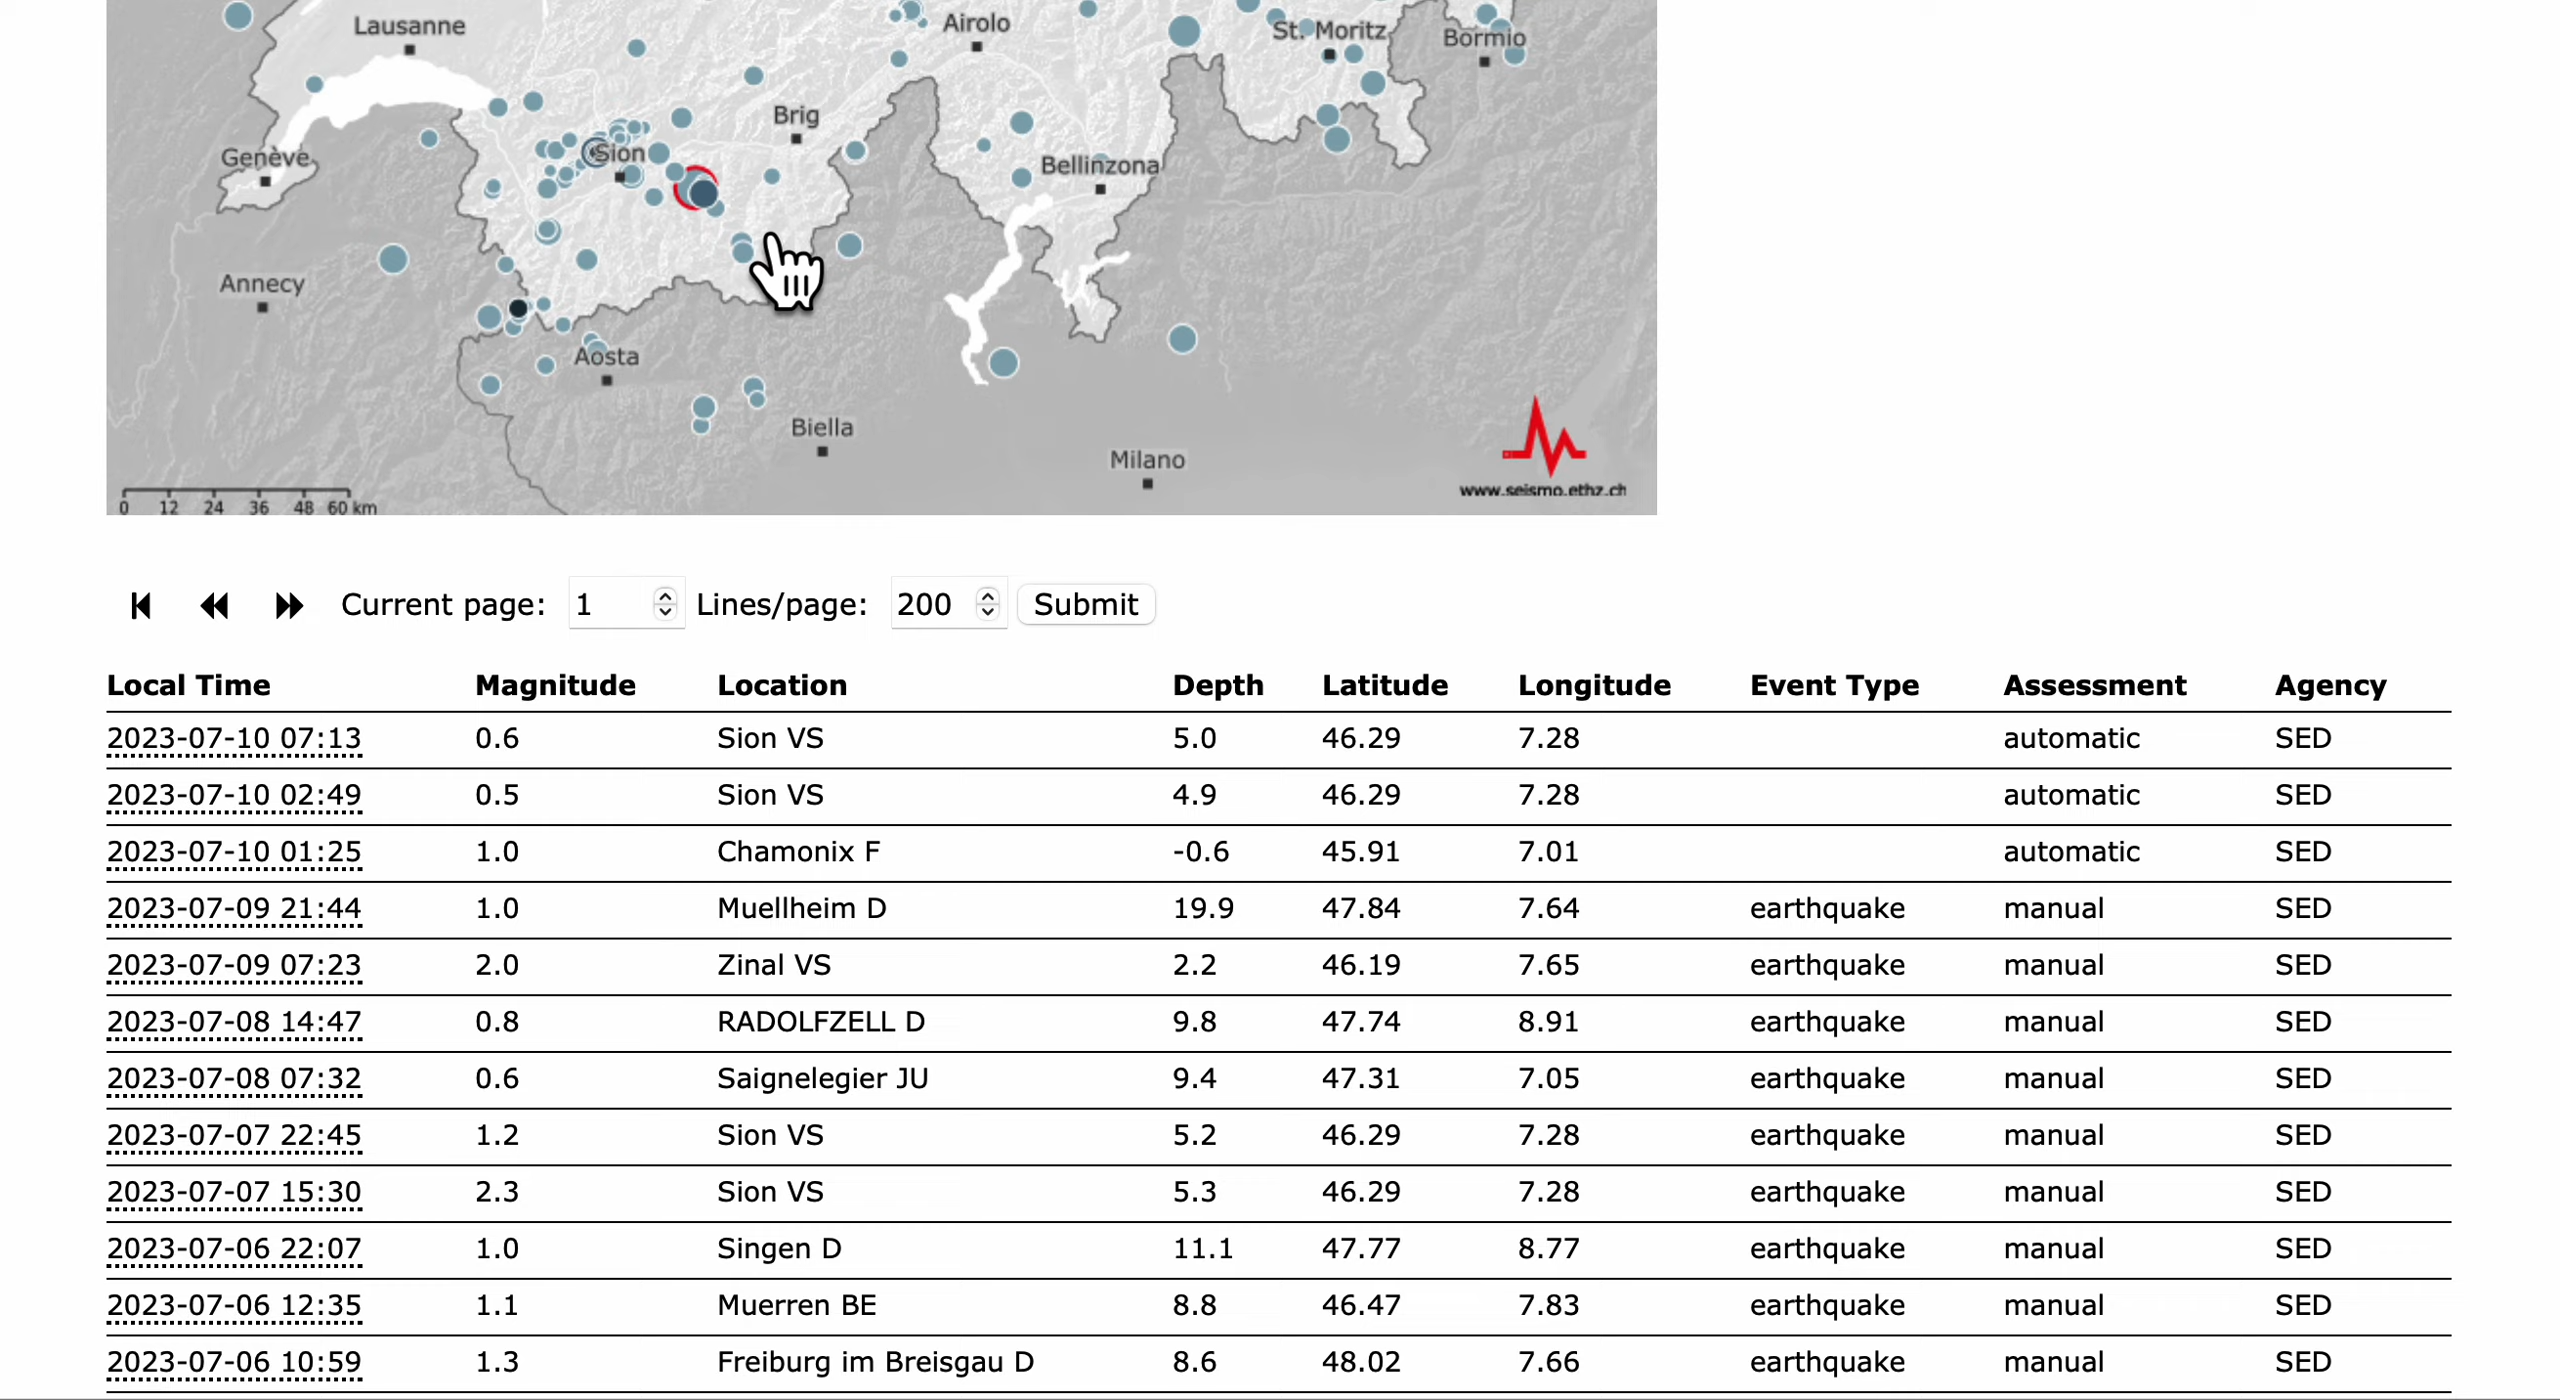 Lausanne
Airolo
St. Moritz
Bormio
Brig
Genève
Sion
Bellinzona
Annecy
Aosta
Biella
Milano
www.seismo.ethz.ch
0 12 24 36 48 60 km
Current page: 1 Lines/page: 200 Submit
Local Time Magnitude Location Depth Latitude Longitude Event Type Assessment Agency
2023-07-10 07:13 0.6 Sion VS 5.0 46.29 7.28 automatic SED
2023-07-10 02:49 0.5 Sion VS 4.9 46.29 7.28 automatic SED
2023-07-10 01:25 1.0 Chamonix F -0.6 45.91 7.01 automatic SED
2023-07-09 21:44 1.0 Muellheim D 19.9 47.84 7.64 earthquake manual SED
2023-07-09 07:23 2.0 Zinal VS 2.2 46.19 7.65 earthquake manual SED
2023-07-08 14:47 0.8 RADOLFZELL D 9.8 47.74 8.91 earthquake manual SED
2023-07-08 07:32 0.6 Saignelegier JU 9.4 47.31 7.05 earthquake manual SED
2023-07-07 22:45 1.2 Sion VS 5.2 46.29 7.28 earthquake manual SED
2023-07-07 15:30 2.3 Sion VS 5.3 46.29 7.28 earthquake manual SED
2023-07-06 22:07 1.0 Singen D 11.1 47.77 8.77 earthquake manual SED
2023-07-06 12:35 1.1 Muerren BE 8.8 46.47 7.83 earthquake manual SED
2023-07-06 10:59 1.3 Freiburg im Breisgau D 8.6 48.02 7.66 earthquake manual SED